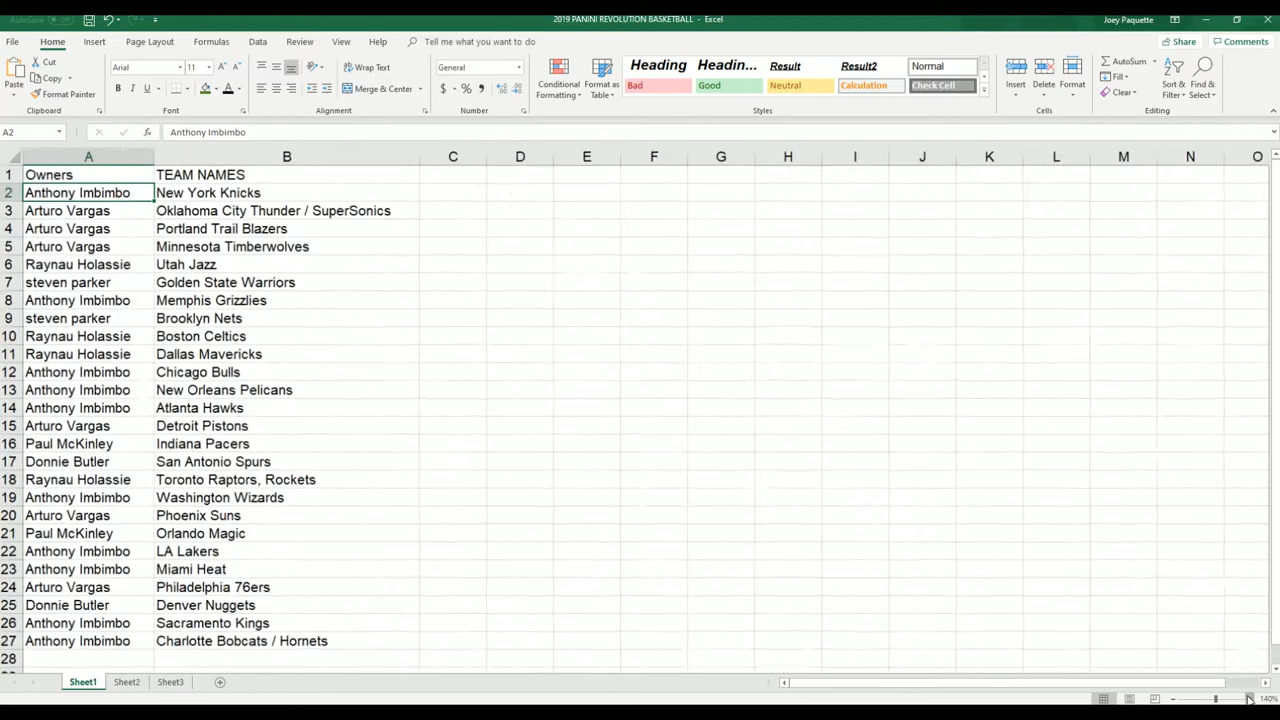 AutoSave Off 2019 PANINI REVOLUTION BASKETBALL - Excel Joey Paquette
File Home Insert Page Layout Formulas Data Review View Help Tell me what you want to do Share Comments
Cut
Copy
Format Painter
Paste
Clipboard
Arial 11
B I U
Font
Wrap Text
Merge & Center
Alignment
General
$ % ,
Number
Conditional Formatting
Format as Table
Heading Headin... Result Result2 Normal
Bad Good Neutral Calculation Check Cell
Styles
Insert Delete Format
Cells
AutoSum
Fill
Clear
Sort & Filter
Find & Select
Editing
A2 fx Anthony Imbimbo
A B C D E F G H I J K L M N O
1 Owners TEAM NAMES
2 Anthony Imbimbo New York Knicks
3 Arturo Vargas Oklahoma City Thunder / SuperSonics
4 Arturo Vargas Portland Trail Blazers
5 Arturo Vargas Minnesota Timberwolves
6 Raynau Holassie Utah Jazz
7 steven parker Golden State Warriors
8 Anthony Imbimbo Memphis Grizzlies
9 steven parker Brooklyn Nets
10 Raynau Holassie Boston Celtics
11 Raynau Holassie Dallas Mavericks
12 Anthony Imbimbo Chicago Bulls
13 Anthony Imbimbo New Orleans Pelicans
14 Anthony Imbimbo Atlanta Hawks
15 Arturo Vargas Detroit Pistons
16 Paul McKinley Indiana Pacers
17 Donnie Butler San Antonio Spurs
18 Raynau Holassie Toronto Raptors, Rockets
19 Anthony Imbimbo Washington Wizards
20 Arturo Vargas Phoenix Suns
21 Paul McKinley Orlando Magic
22 Anthony Imbimbo LA Lakers
23 Anthony Imbimbo Miami Heat
24 Arturo Vargas Philadelphia 76ers
25 Donnie Butler Denver Nuggets
26 Anthony Imbimbo Sacramento Kings
27 Anthony Imbimbo Charlotte Bobcats / Hornets
28
Sheet1 Sheet2 Sheet3
140%